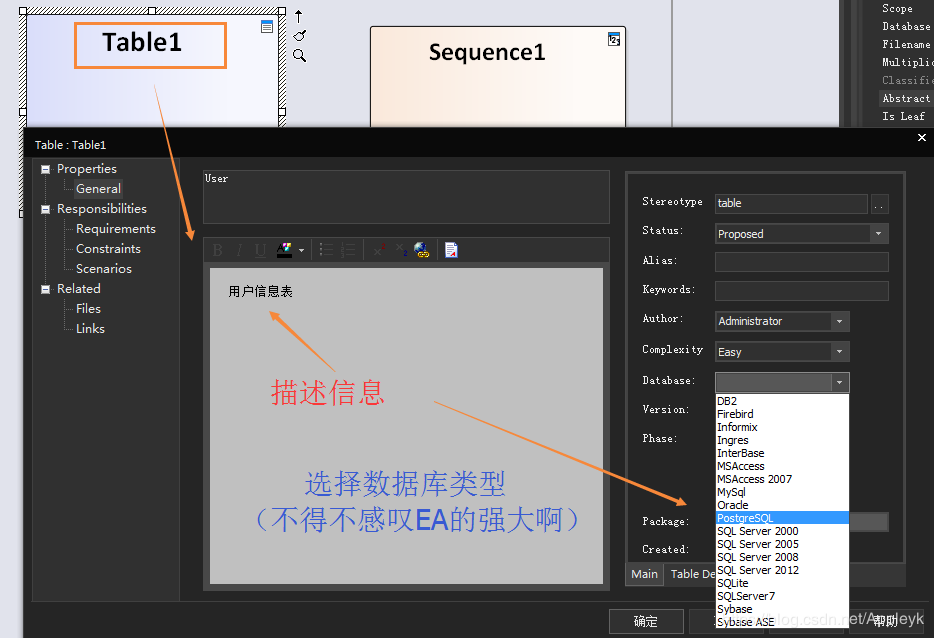 Table1
Sequence1
Scope
Database
Filename
Abstract
Is Leaf
Table : Table1
Properties
General
Responsibilities
Requirements
Constraints
Scenarios
Related
Files
Links
User
B I U
用户信息表
描述信息
选择数据库类型
（不得不感叹EA的强大啊）
Stereotype table ..
Status: Proposed
Alias:
Keywords:
Author: Administrator
Complexity Easy
Database:
Version:
Phase:
Package:
Created:
DB2
Firebird
Informix
Ingres
InterBase
MSAccess
MSAccess 2007
MySql
Oracle
PostgreSQL
SQL Server 2000
SQL Server 2005
SQL Server 2008
SQL Server 2012
SQLite
SQLServer7
Sybase
Sybase ASE
Main
Table De
确定
帮助
blog.csdn.net/Appleyk